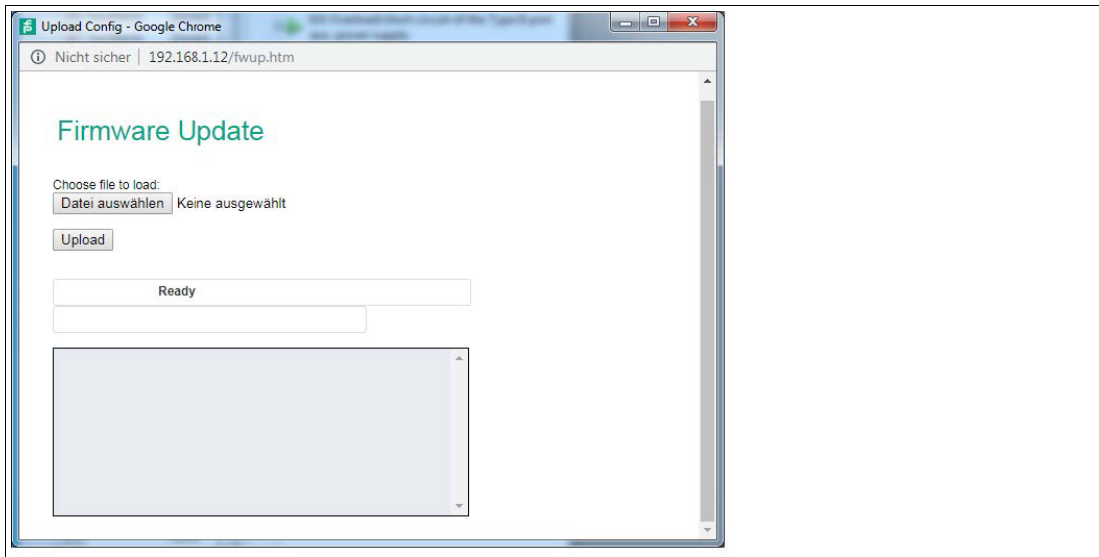 Upload Config - Google Chrome
Nicht sicher | 192.168.1.12/fwup.htm
Firmware Update
Choose file to load:
Datei auswählen Keine ausgewählt
Upload
Ready